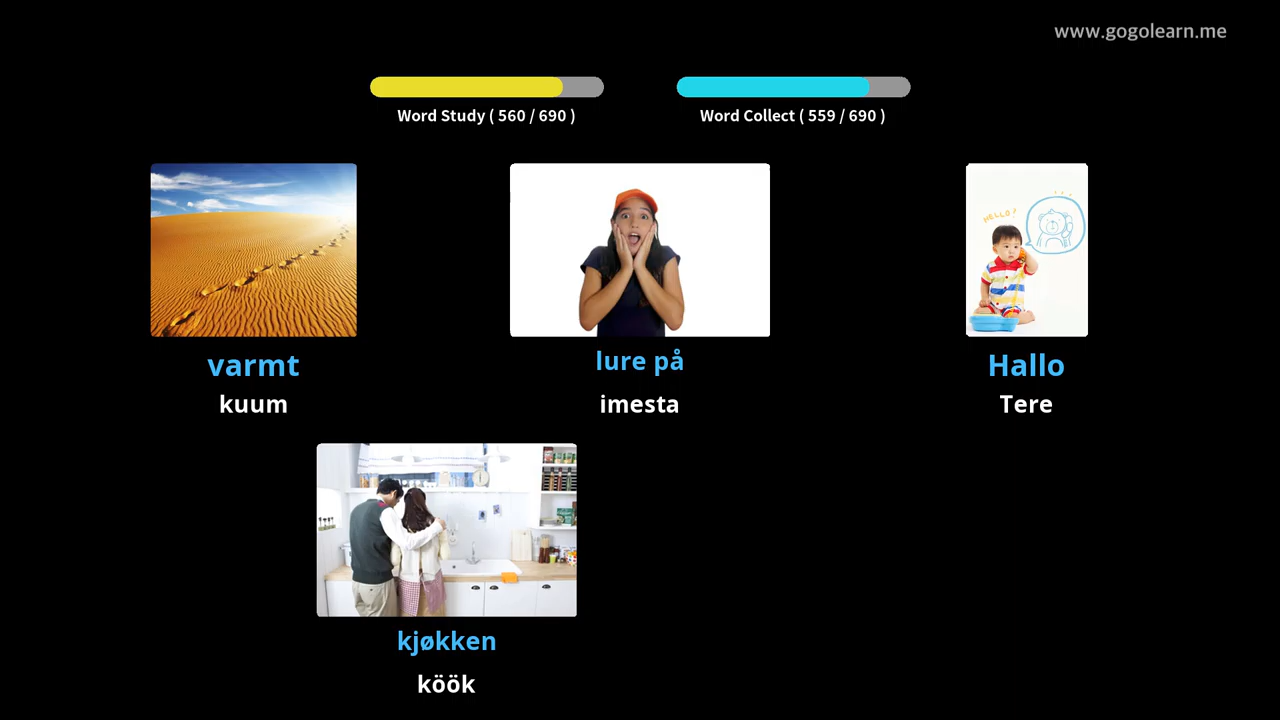 www.gogolearn.me
Word Study ( 560 / 690 )
Word Collect ( 559 / 690 )
HELLO?
varmt
kuum
lure på
imesta
Hallo
Tere
kjøkken
köök